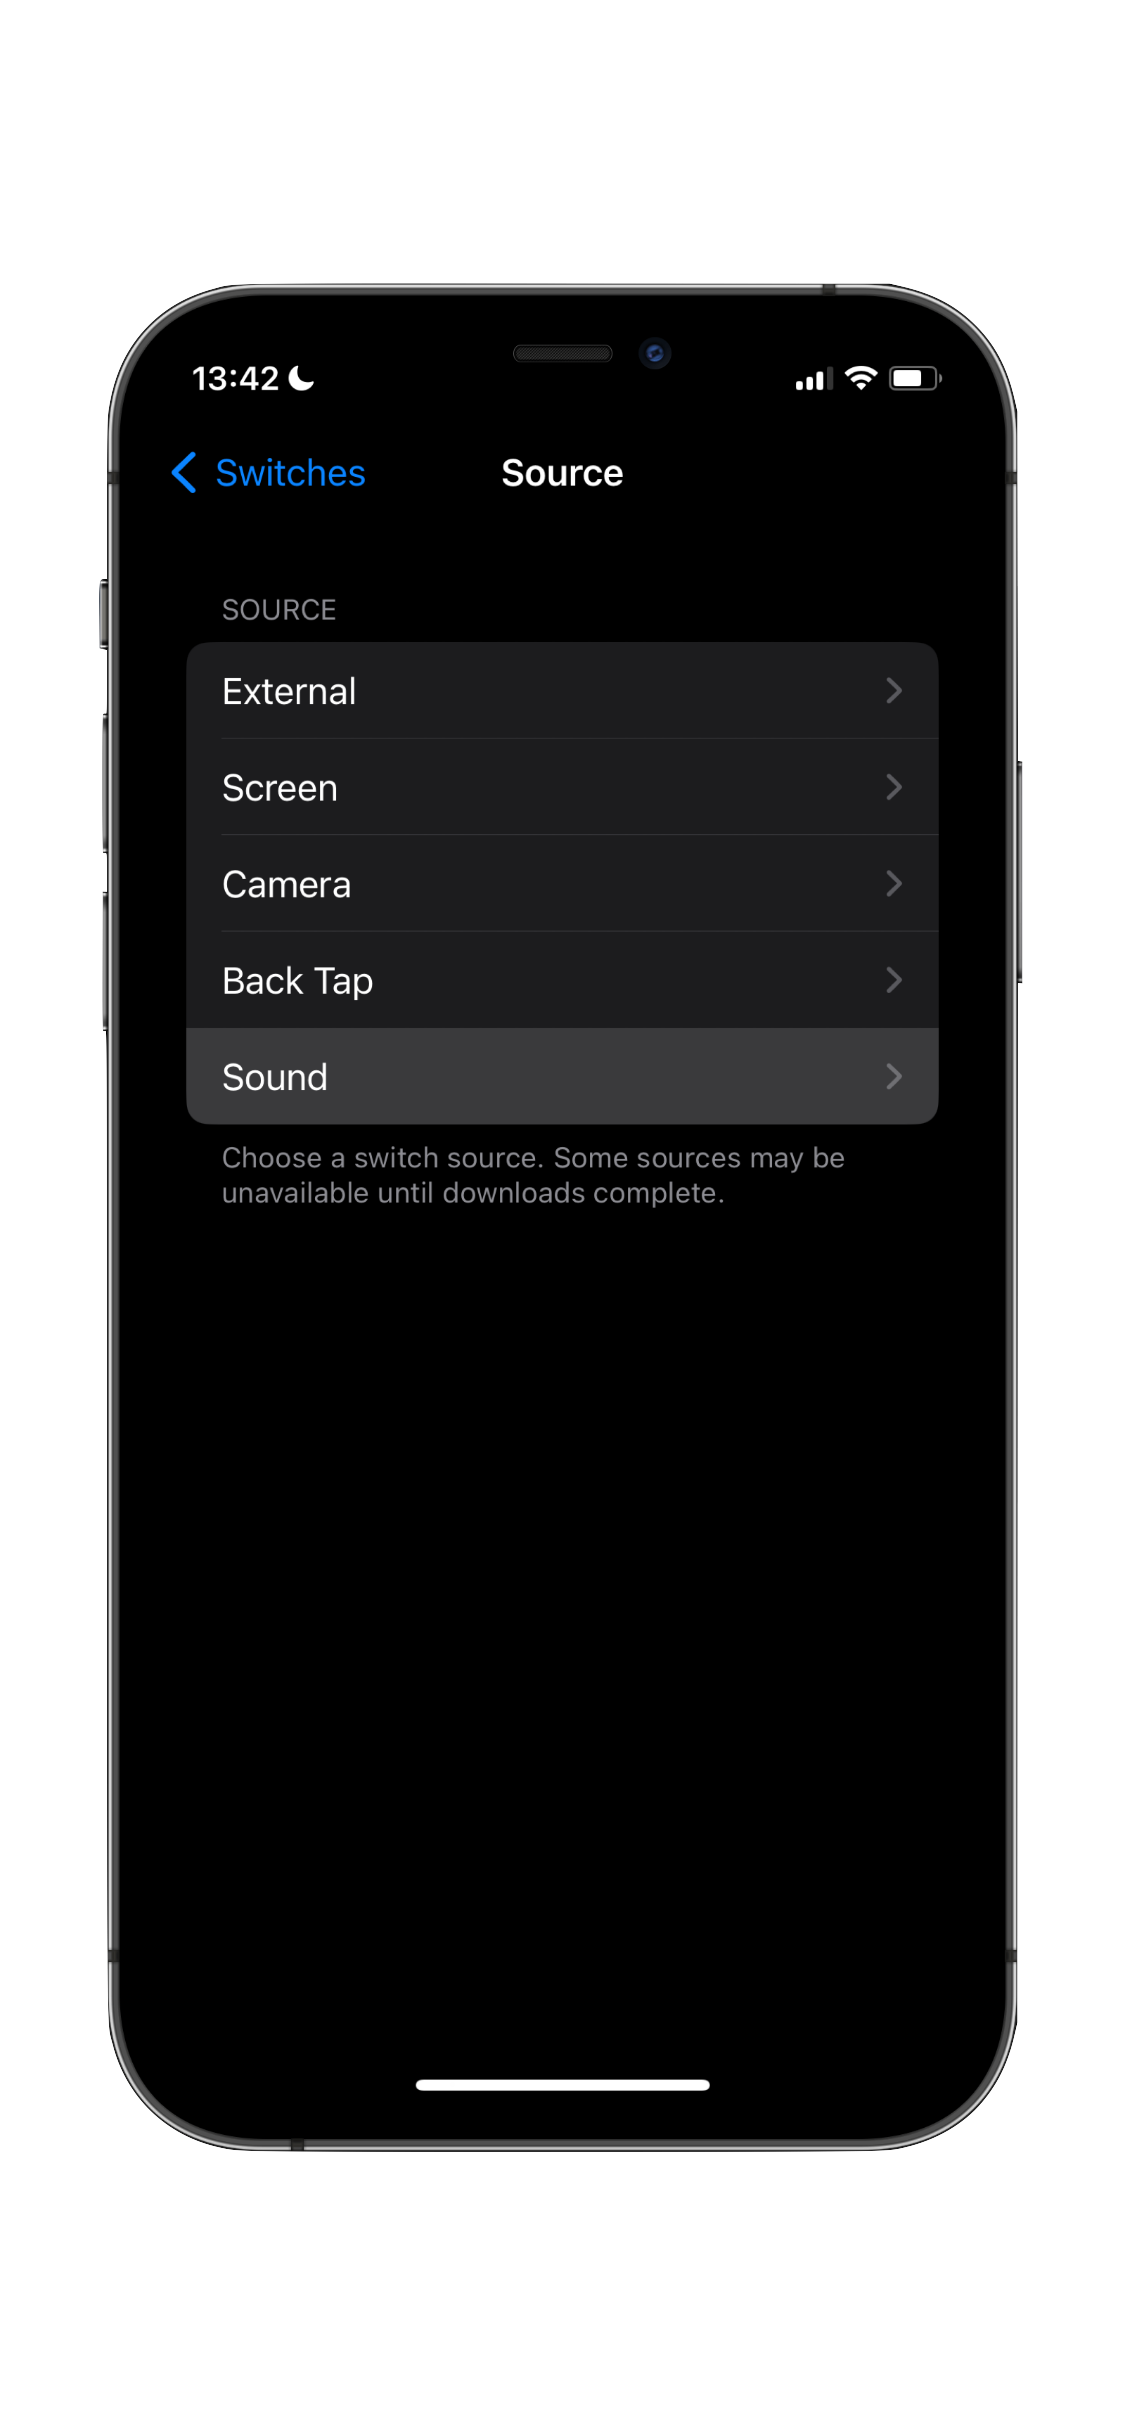 13:42
Switches
Source
SOURCE
External
Screen
Camera
Back Tap
Sound
Choose a switch source. Some sources may be
unavailable until downloads complete.